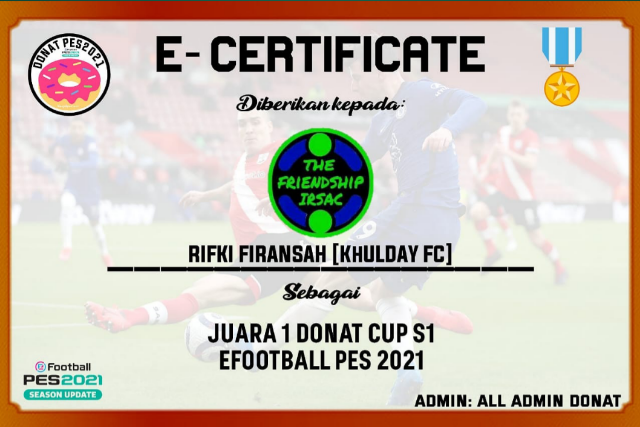 DONAT PES2021
E- CERTIFICATE
Diberikan kepada:
THE
FRIENDSHIP
IRSAC
RIFKI FIRANSAH [KHULDAY FC]
Sebagai
JUARA 1 DONAT CUP S1
EFOOTBALL PES 2021
eFootball
PES2021
SEASON UPDATE
ADMIN: ALL ADMIN DONAT